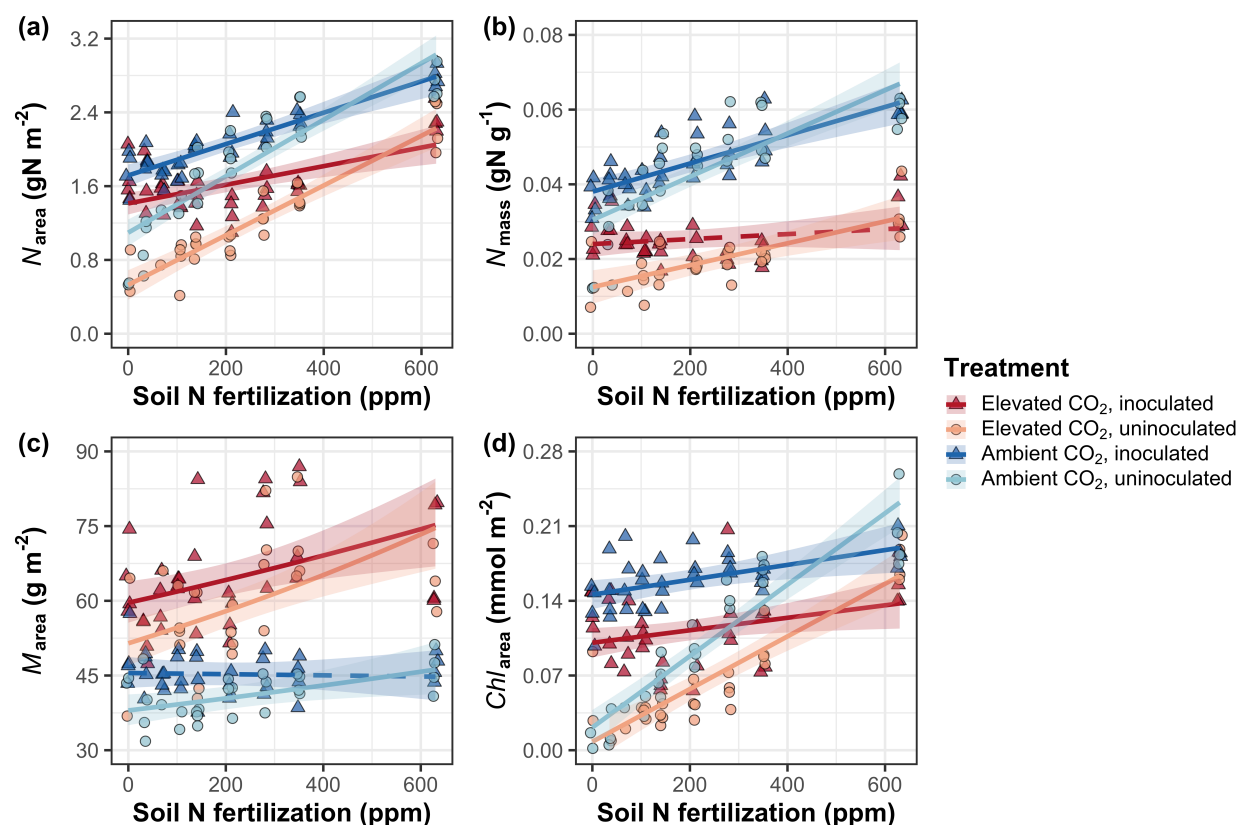 (a)
3.2
2.4
1.6
0.8
0.0
N_area (gN m⁻²)
0 200 400 600
Soil N fertilization (ppm)
(b)
0.08
0.06
0.04
0.02
0.00
N_mass (gN g⁻¹)
0 200 400 600
Soil N fertilization (ppm)
(c)
90
75
60
45
30
M_area (g m⁻²)
0 200 400 600
Soil N fertilization (ppm)
(d)
0.28
0.21
0.14
0.07
0.00
Chl_area (mmol m⁻²)
0 200 400 600
Soil N fertilization (ppm)
Treatment
Elevated CO₂, inoculated
Elevated CO₂, uninoculated
Ambient CO₂, inoculated
Ambient CO₂, uninoculated